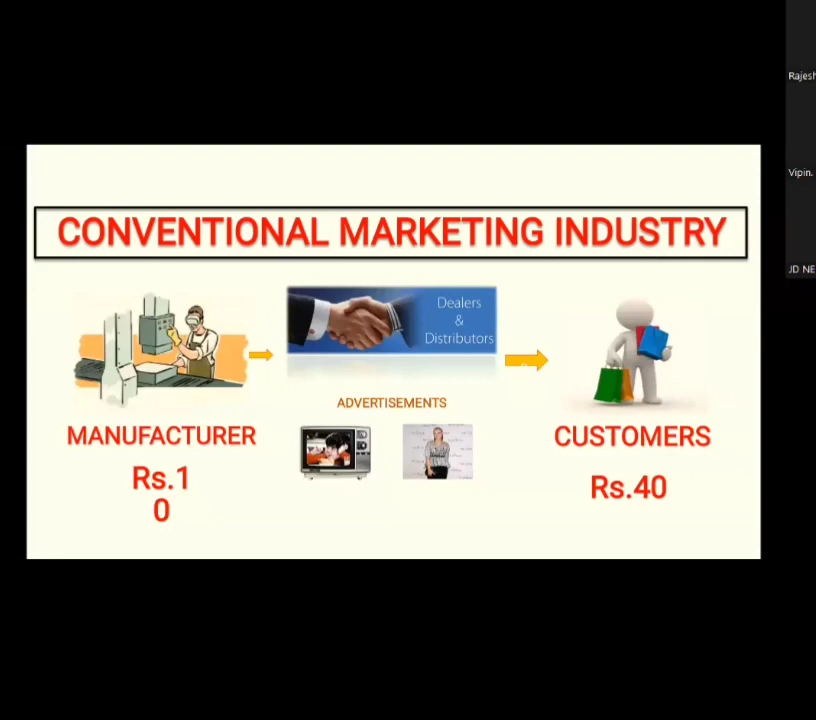 Rajesh
Vipin.
JD NE
CONVENTIONAL MARKETING INDUSTRY
Dealers
&
Distributors
ADVERTISEMENTS
MANUFACTURER
Rs.1
0
CUSTOMERS
Rs.40